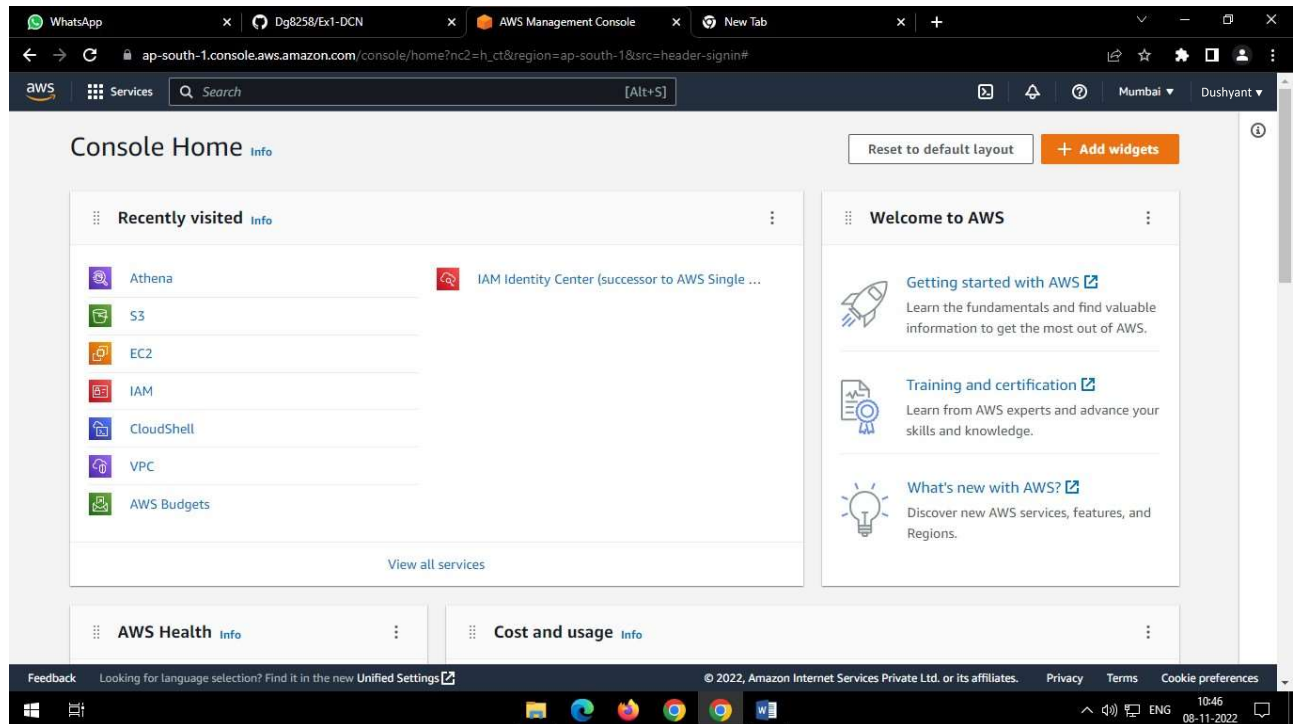 WhatsApp
Dg8258/Ex1-DCN
AWS Management Console
New Tab
ap-south-1.console.aws.amazon.com/console/home?nc2=h_ct&region=ap-south-1&src=header-signin#
aws Services Search [Alt+S] Mumbai Dushyant
Console Home Info
Reset to default layout
Add widgets
Recently visited Info
Athena
S3
EC2
IAM
CloudShell
VPC
AWS Budgets
IAM Identity Center (successor to AWS Single ...
View all services
Welcome to AWS
Getting started with AWS
Learn the fundamentals and find valuable
information to get the most out of AWS.
Training and certification
Learn from AWS experts and advance your
skills and knowledge.
What's new with AWS?
Discover new AWS services, features, and
Regions.
AWS Health Info
Cost and usage Info
Feedback Looking for language selection? Find it in the new Unified Settings © 2022, Amazon Internet Services Private Ltd. or its affiliates. Privacy Terms Cookie preferences
ENG
10:46
08-11-2022